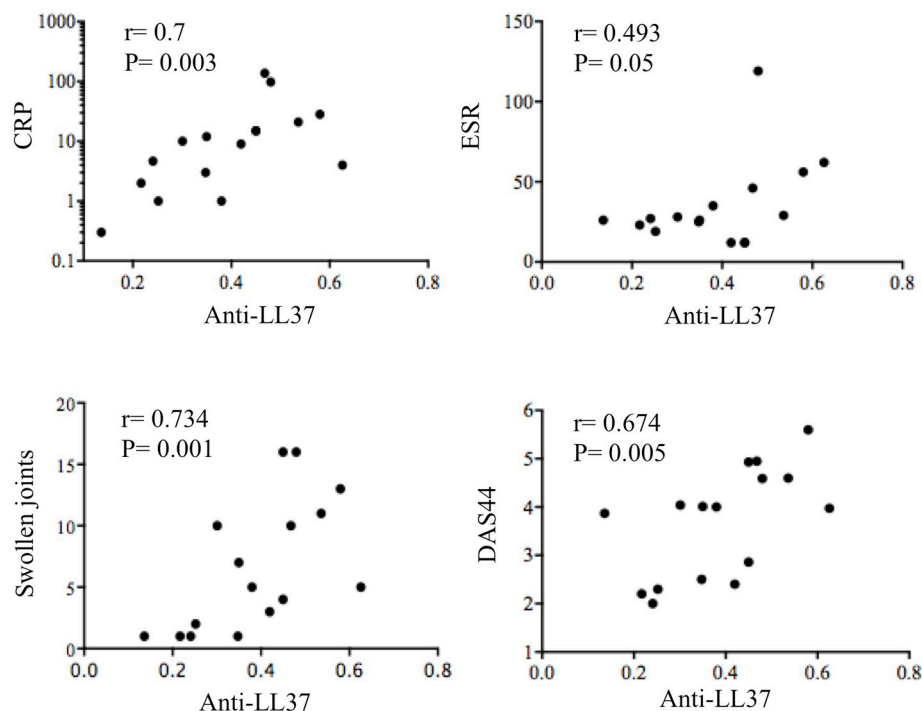 r= 0.7
P= 0.003
1000
100
10
1
0.1
CRP
0.2
0.4
0.6
0.8
Anti-LL37
r= 0.493
P= 0.05
150
100
50
0
ESR
0.0
0.2
0.4
0.6
0.8
Anti-LL37
r= 0.734
P= 0.001
20
15
10
5
0
Swollen joints
0.0
0.2
0.4
0.6
0.8
Anti-LL37
r= 0.674
P= 0.005
6
5
4
3
2
1
DAS44
0.0
0.2
0.4
0.6
0.8
Anti-LL37